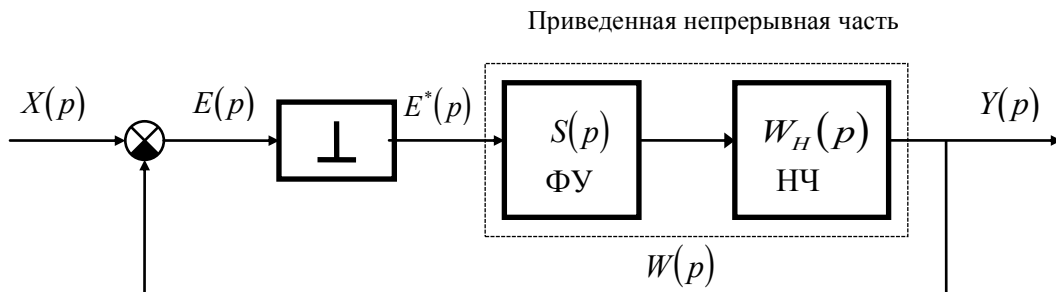 Приведенная непрерывная часть
X(p)
E(p)
E*(p)
S(p)
ФУ
W_H(p)
НЧ
Y(p)
W(p)